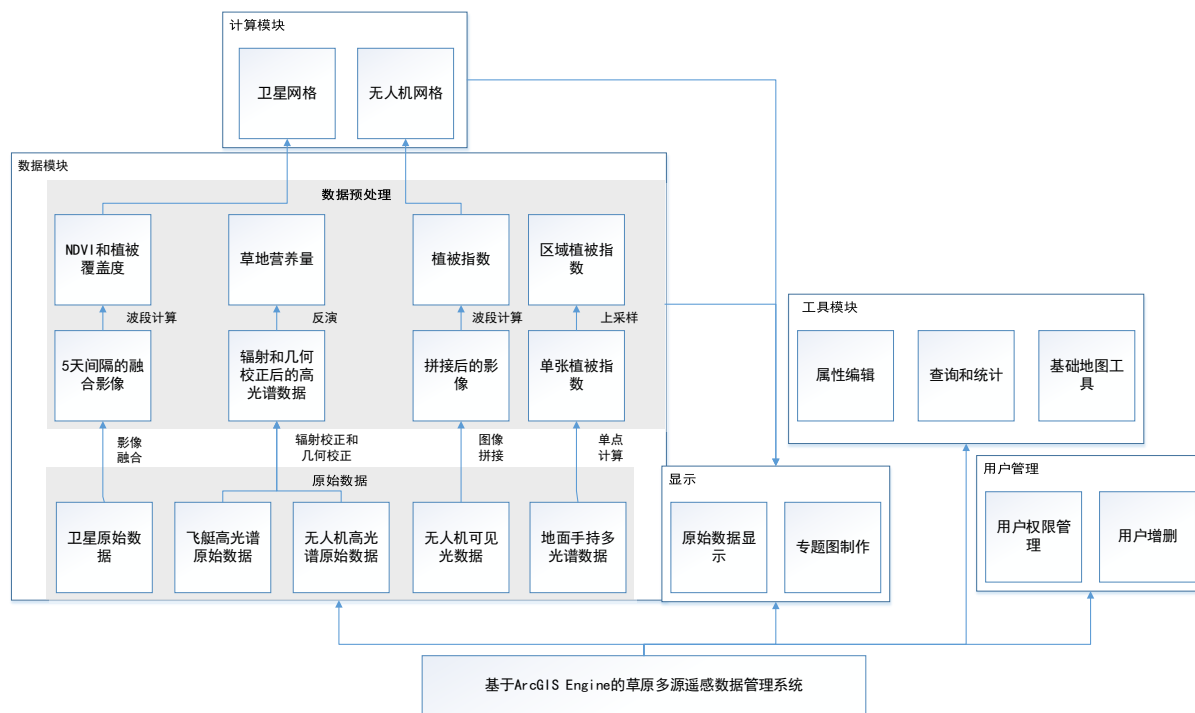 计算模块
卫星网格
无人机网格
数据模块
数据预处理
NDVI和植被
覆盖度
草地营养量
植被指数
区域植被指
数
波段计算
反演
波段计算
上采样
5天间隔的融
合影像
辐射和几何
校正后的高
光谱数据
拼接后的影
像
单张植被指
数
影像
融合
辐射校正和
几何校正
图像
拼接
单点
计算
原始数据
卫星原始数
据
飞艇高光谱
原始数据
无人机高光
谱原始数据
无人机可见
光数据
地面手持多
光谱数据
工具模块
属性编辑
查询和统计
基础地图工
具
显示
原始数据显
示
专题图制作
用户管理
用户权限管
理
用户增删
基于ArcGIS Engine的草原多源遥感数据管理系统